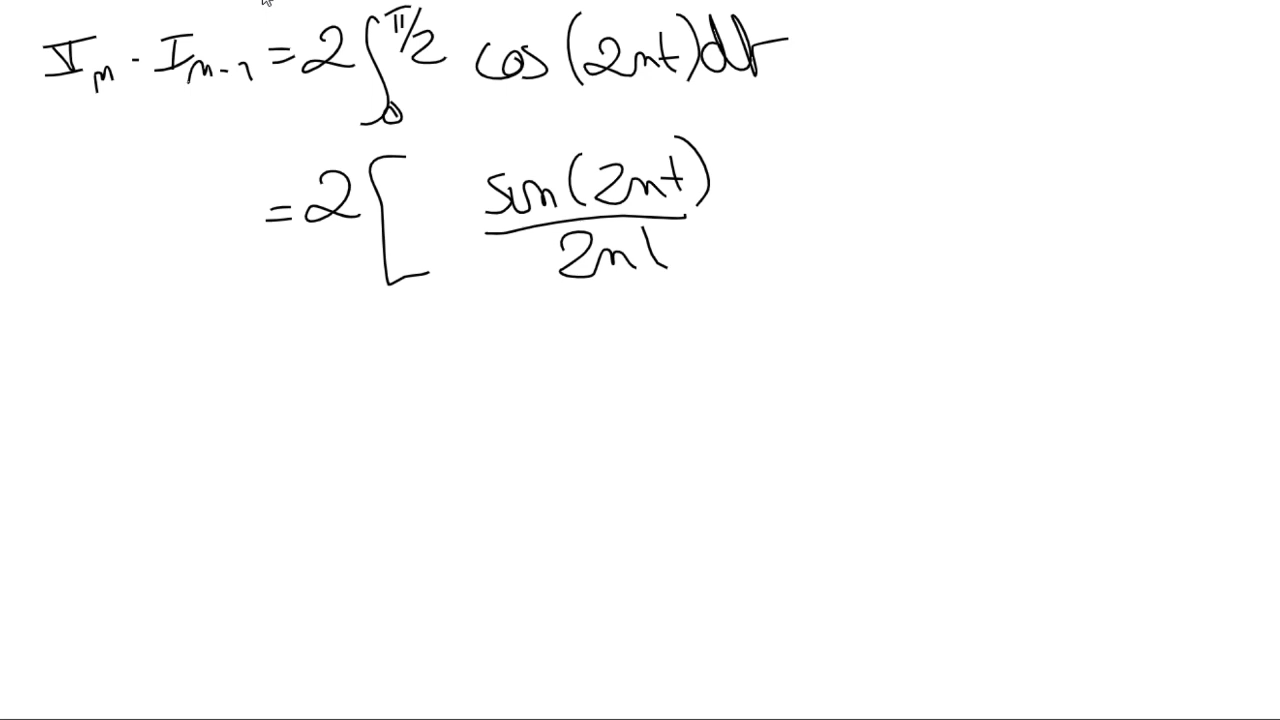 I_n - I_{n-1} = 2 ∫_0^{π/2} cos(2nt)dt
= 2 [ sin(2nt) / 2n